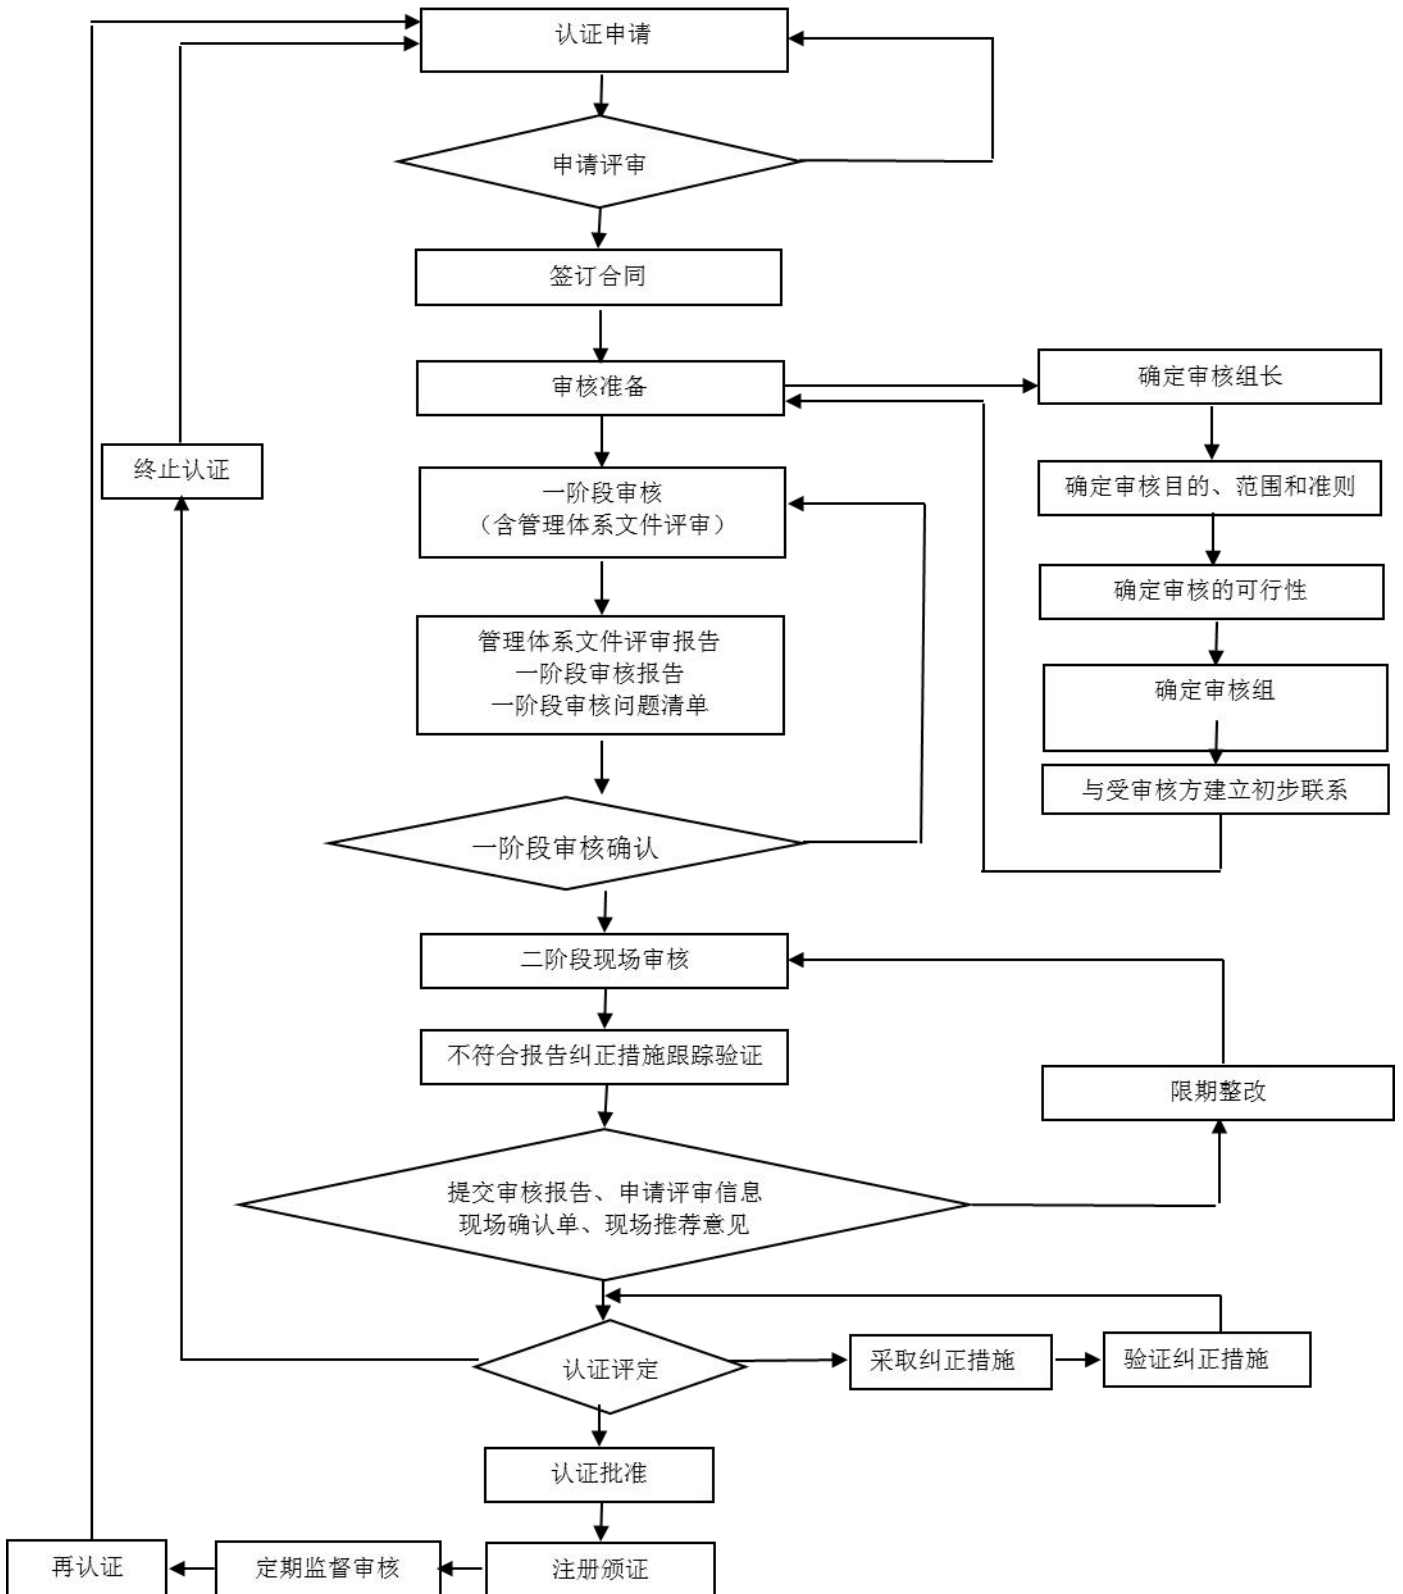 认证申请
申请评审
签订合同
审核准备
确定审核组长
终止认证
一阶段审核
（含管理体系文件评审）
确定审核目的、范围和准则
确定审核的可行性
管理体系文件评审报告
一阶段审核报告
一阶段审核问题清单
确定审核组
与受审核方建立初步联系
一阶段审核确认
二阶段现场审核
不符合报告纠正措施跟踪验证
限期整改
提交审核报告、申请评审信息
现场确认单、现场推荐意见
认证评定
采取纠正措施
验证纠正措施
认证批准
再认证
定期监督审核
注册颁证